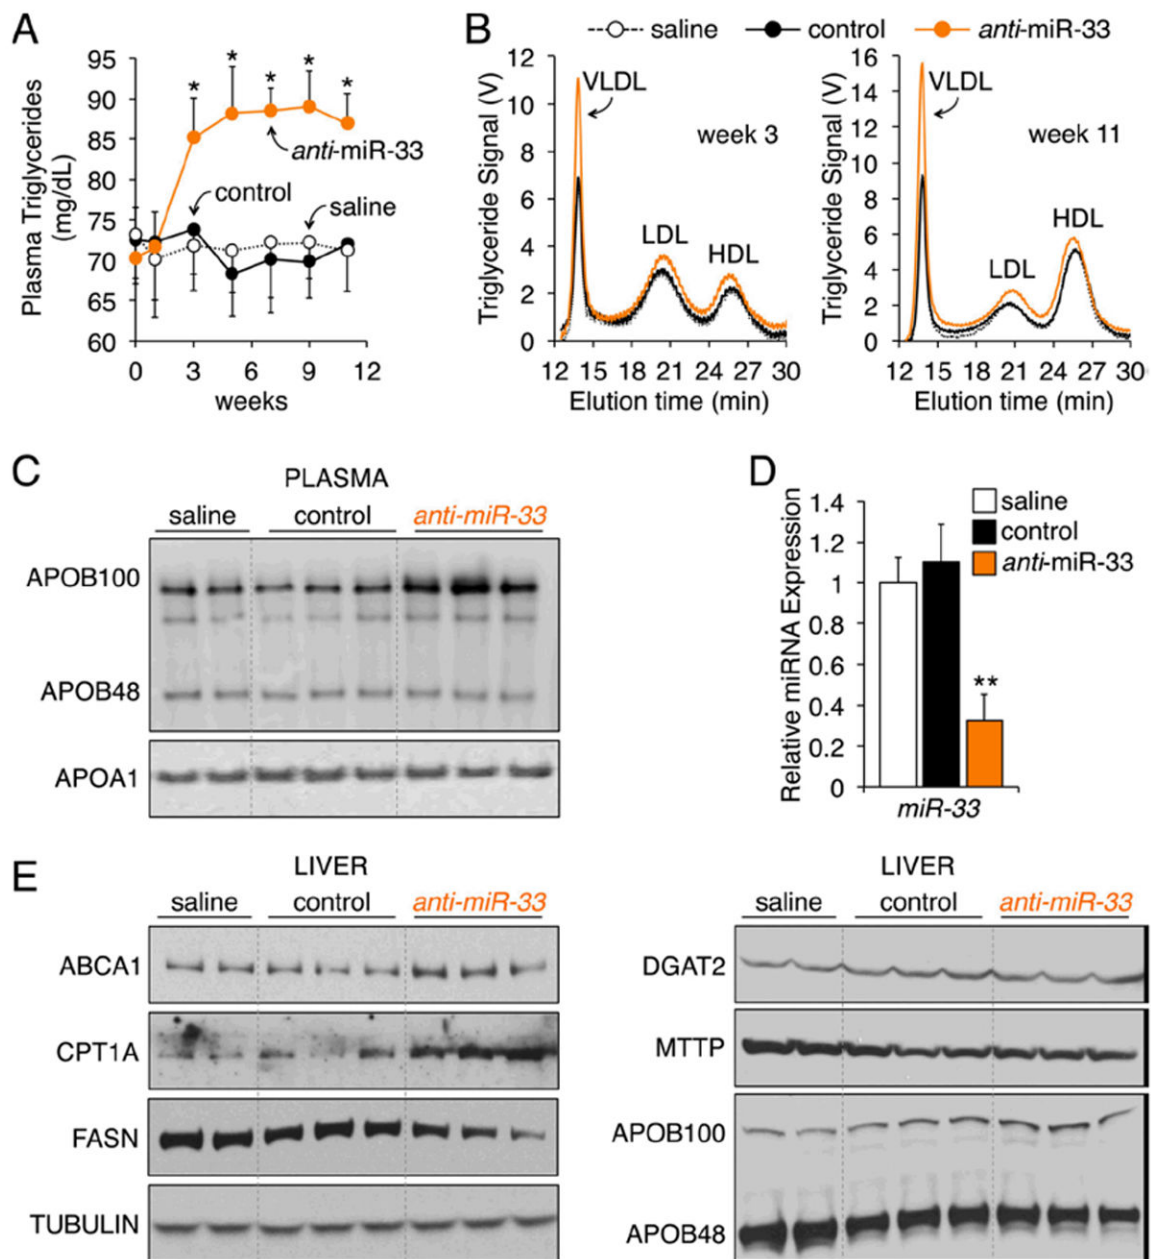 A
Plasma Triglycerides
(mg/dL)
95
90
85
80
75
70
65
60
* * * * *
anti-miR-33
control
saline
0 3 6 9 12
weeks
B
saline control anti-miR-33
Triglyceride Signal (V)
12
10
8
6
4
2
0
VLDL
week 3
LDL
HDL
12 15 18 21 24 27 30
Elution time (min)
Triglyceride Signal (V)
16
14
12
10
8
6
4
2
0
VLDL
week 11
HDL
LDL
12 15 18 21 24 27 30
Elution time (min)
C
PLASMA
saline control anti-miR-33
APOB100
APOB48
APOA1
D
Relative miRNA Expression
1.4
1.2
1
0.8
0.6
0.4
0.2
0
saline
control
anti-miR-33
**
miR-33
E
LIVER
saline control anti-miR-33
ABCA1
CPT1A
FASN
TUBULIN
LIVER
saline control anti-miR-33
DGAT2
MTTP
APOB100
APOB48